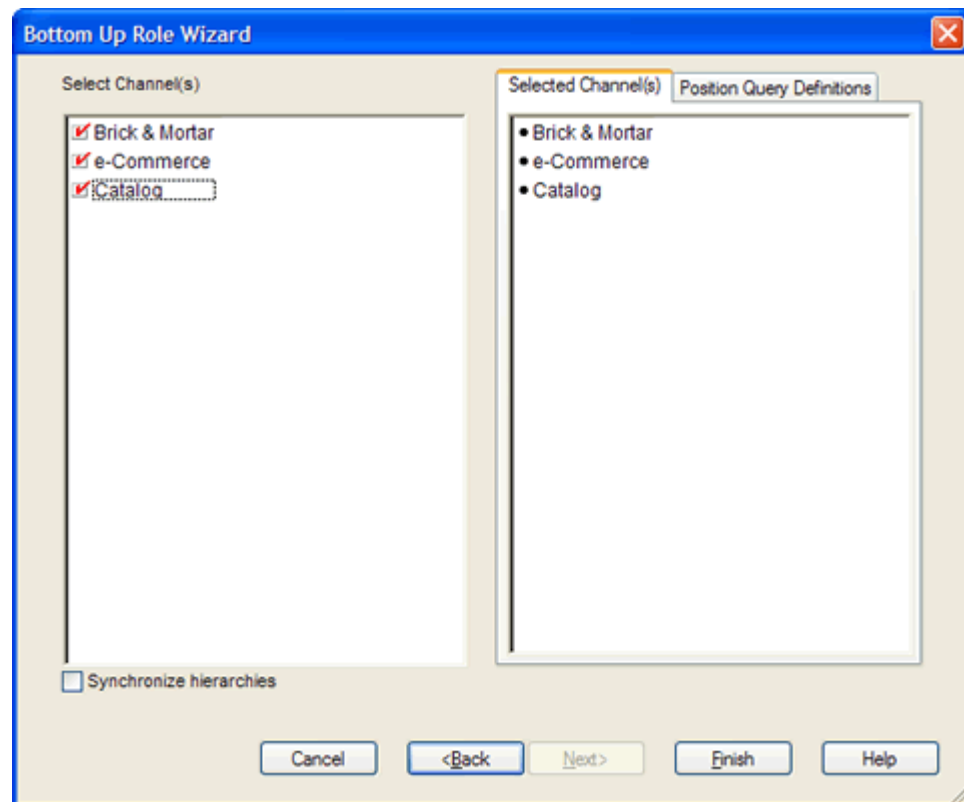 Bottom Up Role Wizard
Select Channel(s)
Brick & Mortar
e-Commerce
Catalog
Synchronize hierarchies
Selected Channel(s) Position Query Definitions
• Brick & Mortar
• e-Commerce
• Catalog
Cancel <Back Next> Finish Help